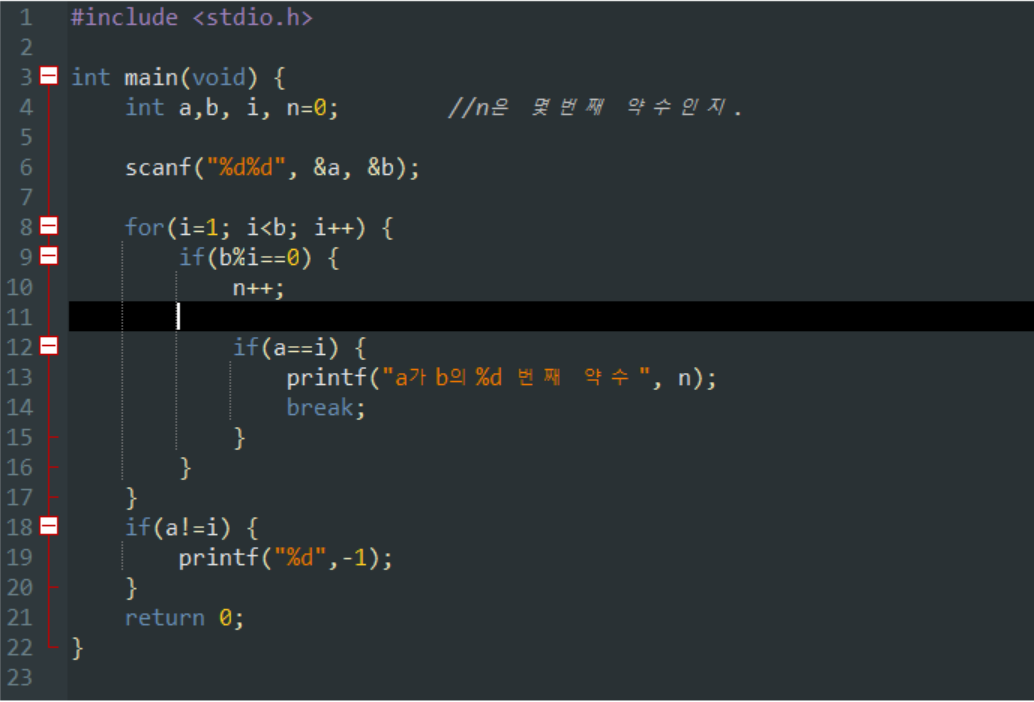 1 #include <stdio.h>
2
3 int main(void) {
4 int a,b, i, n=0; //n은 몇번째 약수인지.
5
6 scanf("%d%d", &a, &b);
7
8 for(i=1; i<b; i++) {
9 if(b%i==0) {
10 n++;
11
12 if(a==i) {
13 printf("a가 b의 %d 번째 약수", n);
14 break;
15 }
16 }
17 }
18 if(a!=i) {
19 printf("%d",-1);
20 }
21 return 0;
22 }
23